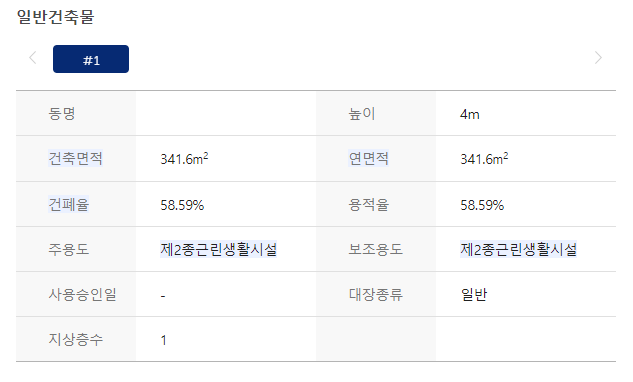 일반건축물
#1
동명 높이 4m
건축면적 341.6m² 연면적 341.6m²
건폐율 58.59% 용적율 58.59%
주용도 제2종근린생활시설 보조용도 제2종근린생활시설
사용승인일 - 대장종류 일반
지상층수 1